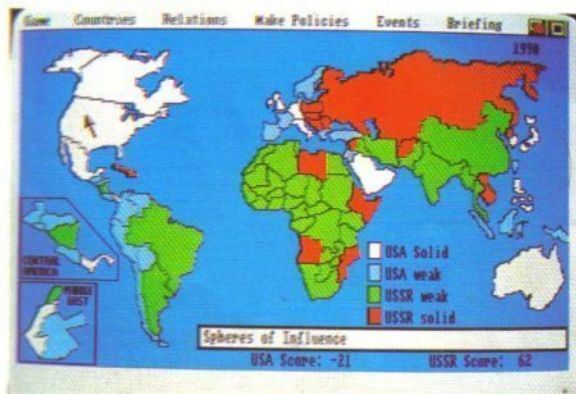 Game Countries Relations Make Policies Events Briefing
1990
CENTRAL
AMERICA
MIDDLE
EAST
USA Solid
USA weak
USSR weak
USSR solid
Spheres of Influence
USA Score: -21 USSR Score: 62